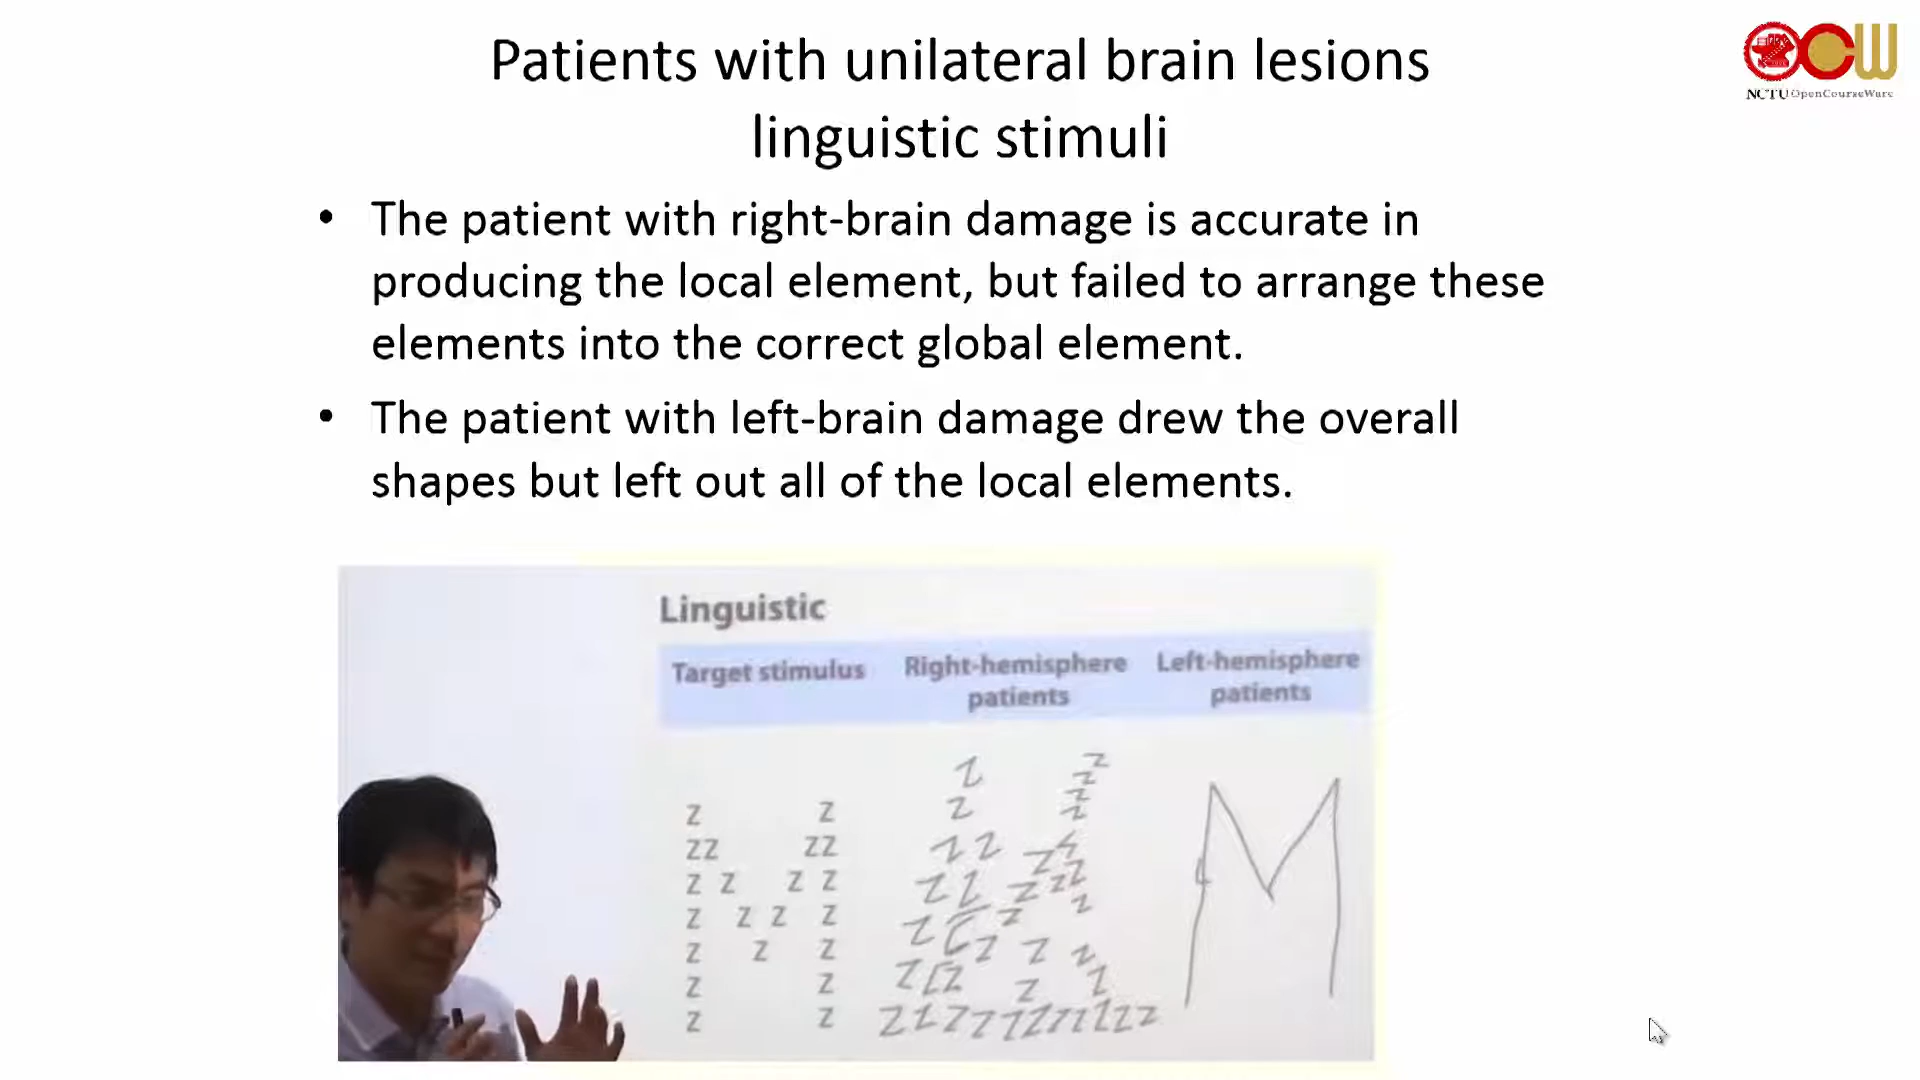 Patients with unilateral brain lesions
linguistic stimuli
NCTU OpenCourseWare
• The patient with right-brain damage is accurate in
producing the local element, but failed to arrange these
elements into the correct global element.
• The patient with left-brain damage drew the overall
shapes but left out all of the local elements.
Linguistic
Target stimulus Right-hemisphere patients Left-hemisphere patients
Z Z
ZZ ZZ
Z Z Z Z
Z Z Z Z
Z Z Z
Z Z
Z Z
M